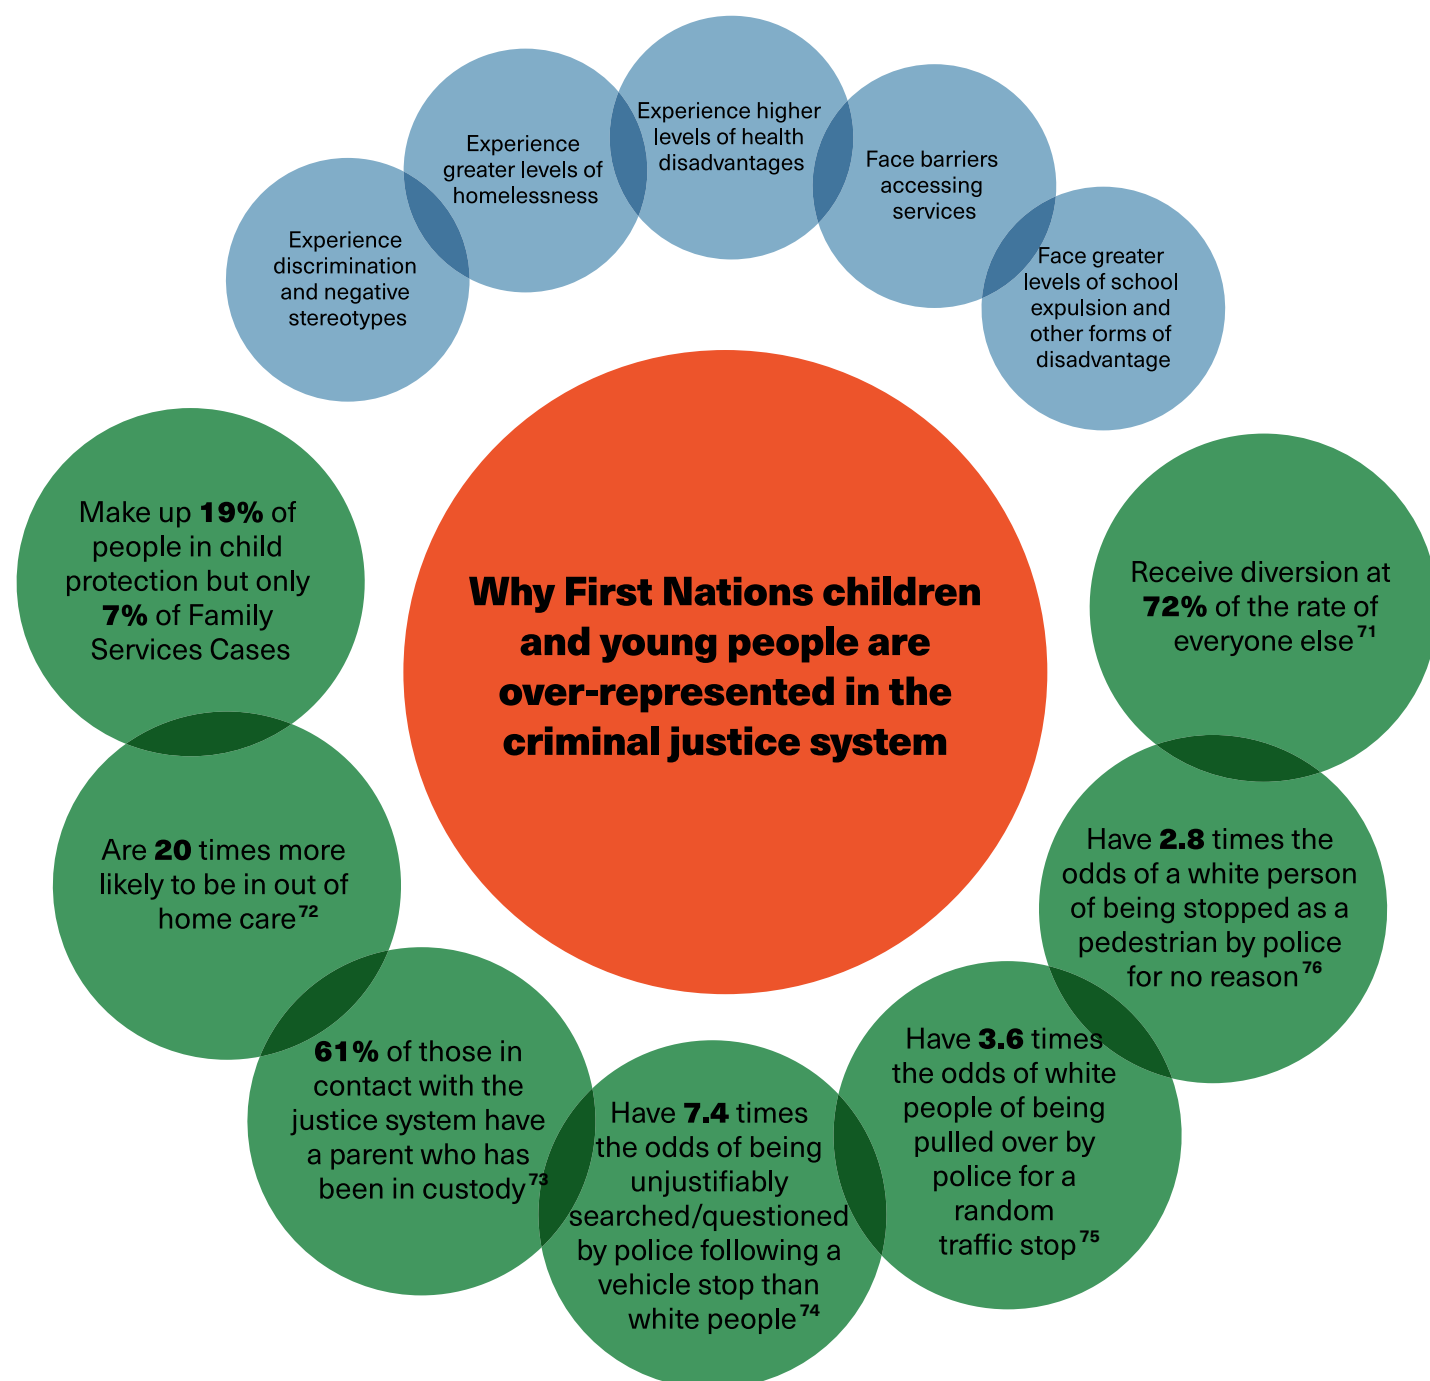 Experience
discrimination
and negative
stereotypes
Experience
greater levels of
homelessness
Experience higher
levels of health
disadvantages
Face barriers
accessing
services
Face greater
levels of school
expulsion and
other forms of
disadvantage
Why First Nations children
and young people are
over-represented in the
criminal justice system
Make up 19% of
people in child
protection but only
7% of Family
Services Cases
Are 20 times more
likely to be in out of
home care 72
61% of those in
contact with the
justice system have
a parent who has
been in custody 73
Have 7.4 times
the odds of being
unjustifiably
searched/questioned
by police following a
vehicle stop than
white people 74
Have 3.6 times
the odds of white
people of being
pulled over by
police for a
random
traffic stop 75
Have 2.8 times the
odds of a white person
of being stopped as a
pedestrian by police
for no reason 76
Receive diversion at
72% of the rate of
everyone else 71